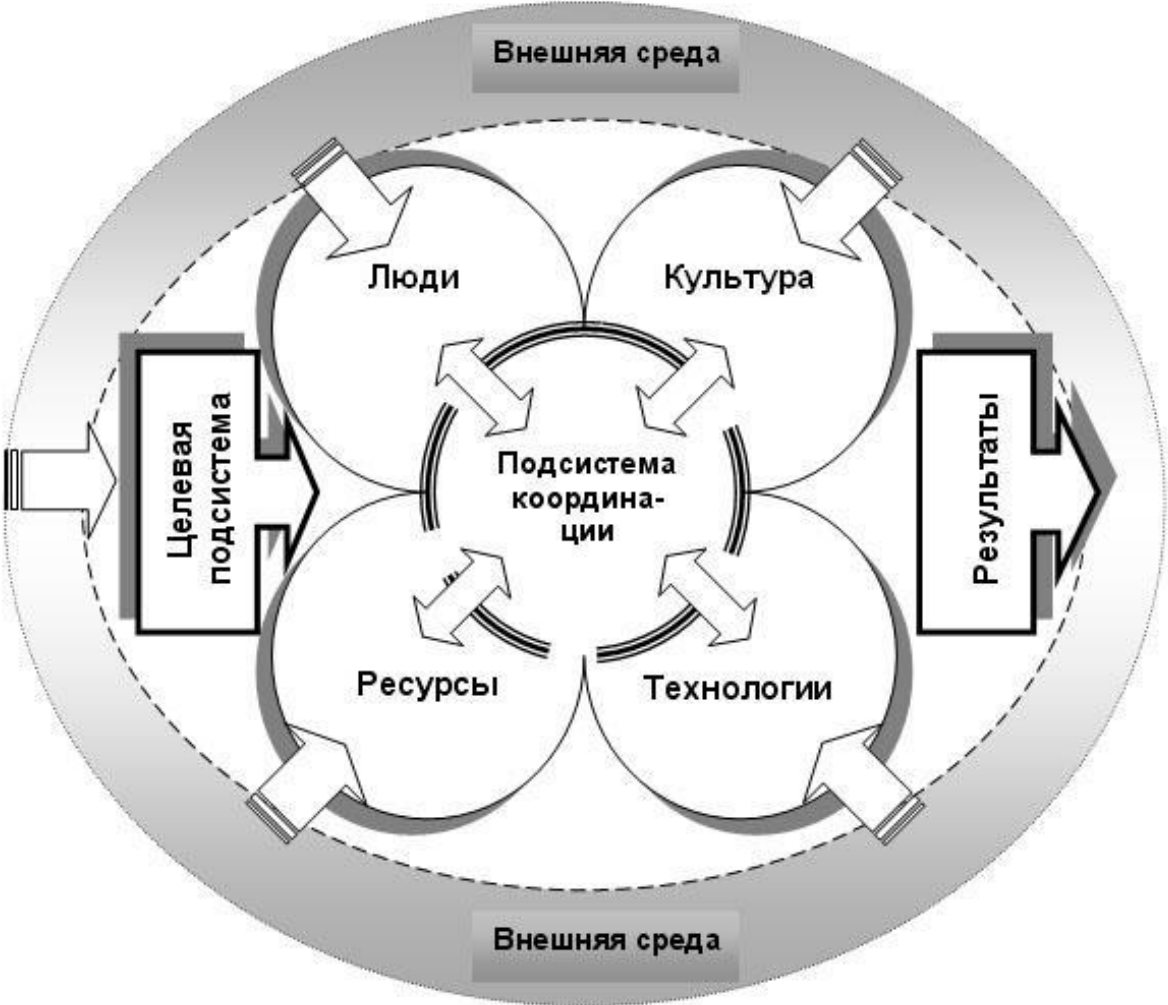 Внешняя среда
Люди
Культура
Целевая
подсистема
Подсистема
координа-
ции
Результаты
Ресурсы
Технологии
Внешняя среда